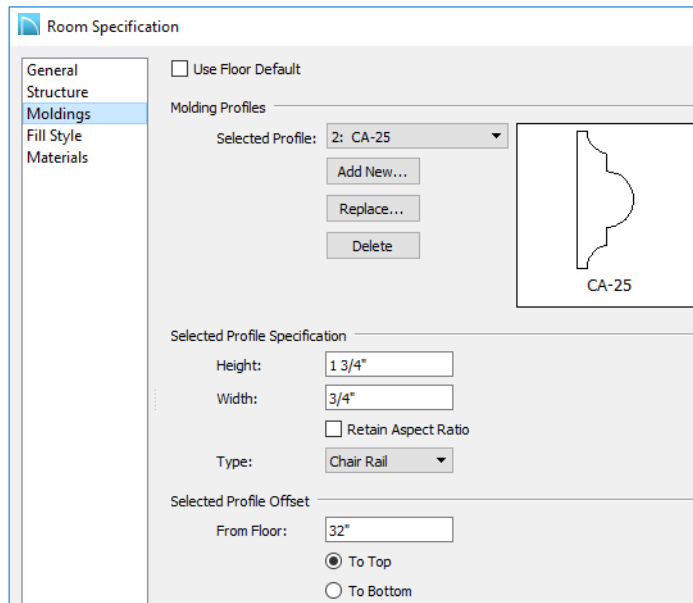 Room Specification
General
Structure
Moldings
Fill Style
Materials
Use Floor Default
Molding Profiles
Selected Profile: 2: CA-25
Add New...
Replace...
Delete
CA-25
Selected Profile Specification
Height: 1 3/4"
Width: 3/4"
Retain Aspect Ratio
Type: Chair Rail
Selected Profile Offset
From Floor: 32"
To Top
To Bottom